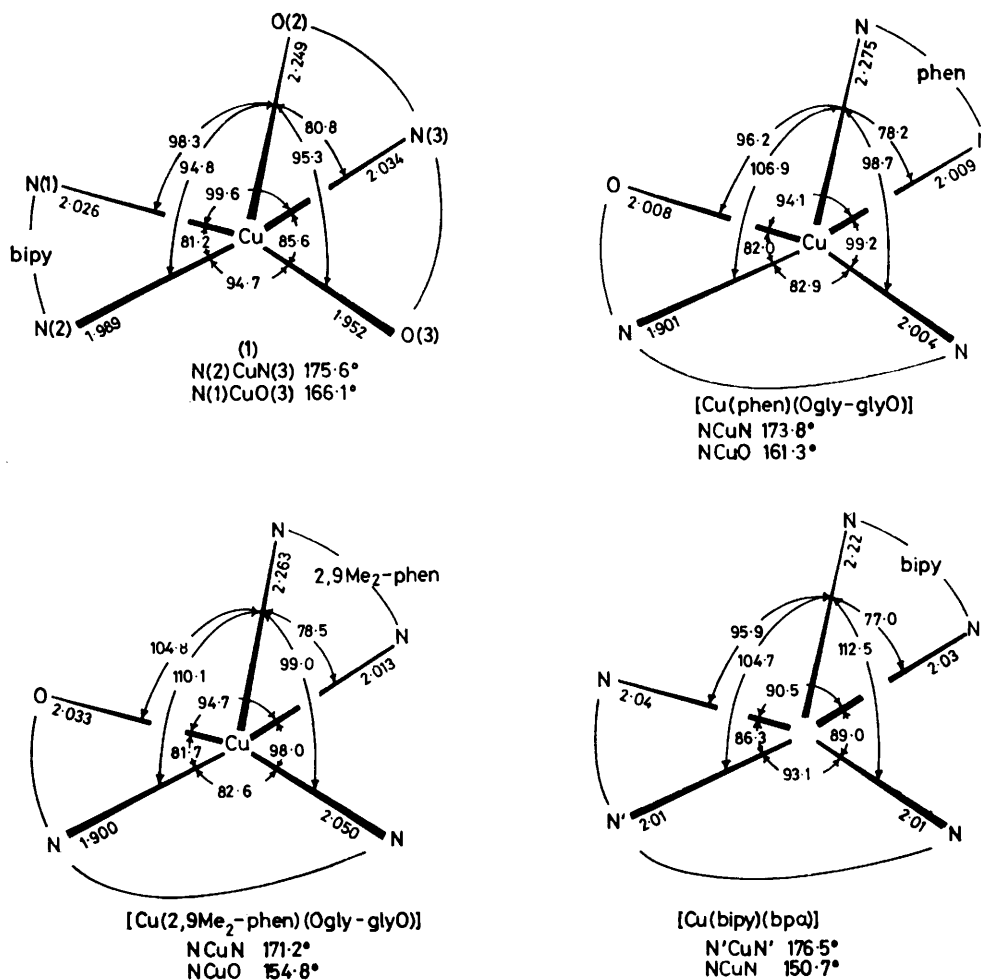 O(2)
2·249
98·3
80·8
94·8
95·3
N(3)
2·034
N(1)
2·026
99·6
Cu
81·2
85·6
bipy
94·7
N(2)
1·989
1·952
O(3)
(1)
N(2)CuN(3) 175·6°
N(1)CuO(3) 166·1°
N
2·275
phen
96·2
78·2
106·9
98·7
N
2·009
O
2·008
94·1
Cu
82·0
99·2
82·9
N
1·901
2·004
N
[Cu(phen)(Ogly-glyO)]
NCuN 173·8°
NCuO 161·3°
N
2·263
2,9Me₂-phen
104·8
78·5
110·1
99·0
N
2·013
O
2·033
94·7
Cu
81·7
98·0
82·6
N
1·900
2·050
N
[Cu(2,9Me₂-phen)(Ogly-glyO)]
NCuN 171·2°
NCuO 154·8°
N
2·22
bipy
95·9
77·0
104·7
112·5
N
2·03
N
2·04
90·5
86·3
89·0
93·1
N'
2·01
2·01
N
[Cu(bipy)(bpa)]
N'CuN' 176·5°
NCuN 150·7°